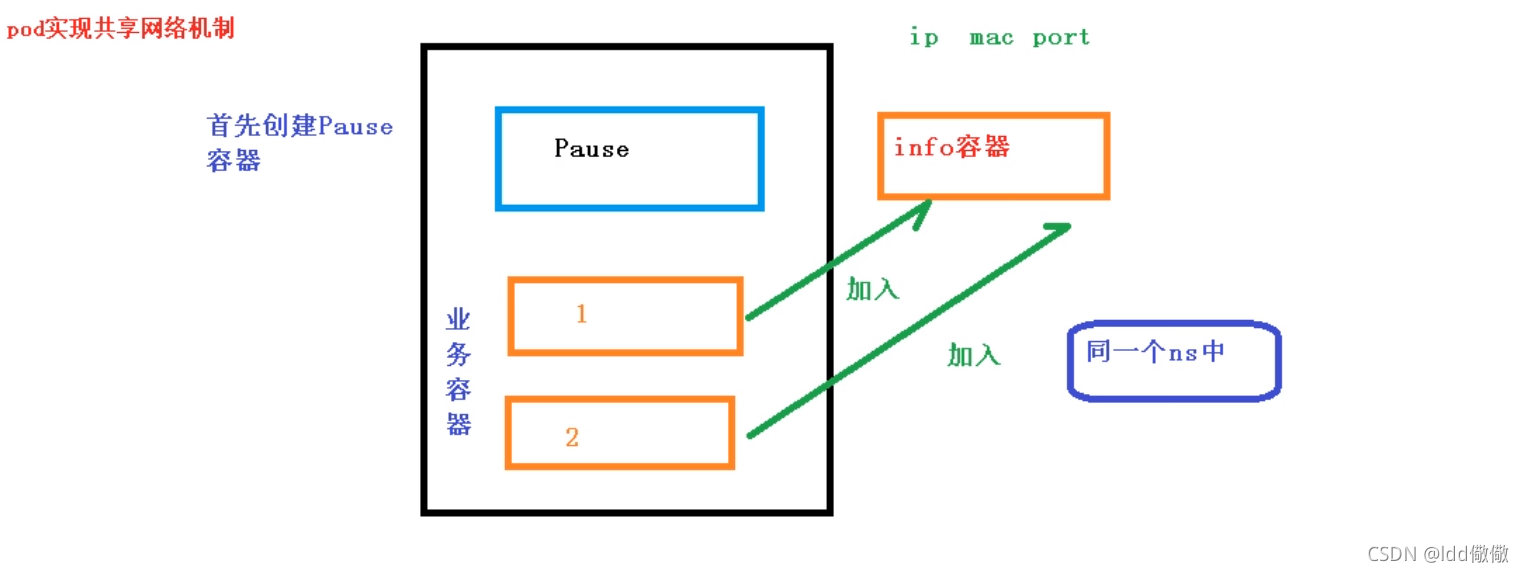 pod实现共享网络机制
ip mac port
首先创建Pause
容器
Pause
info容器
业务容器
1
加入
2
加入
同一个ns中
CSDN @ldd儆儆